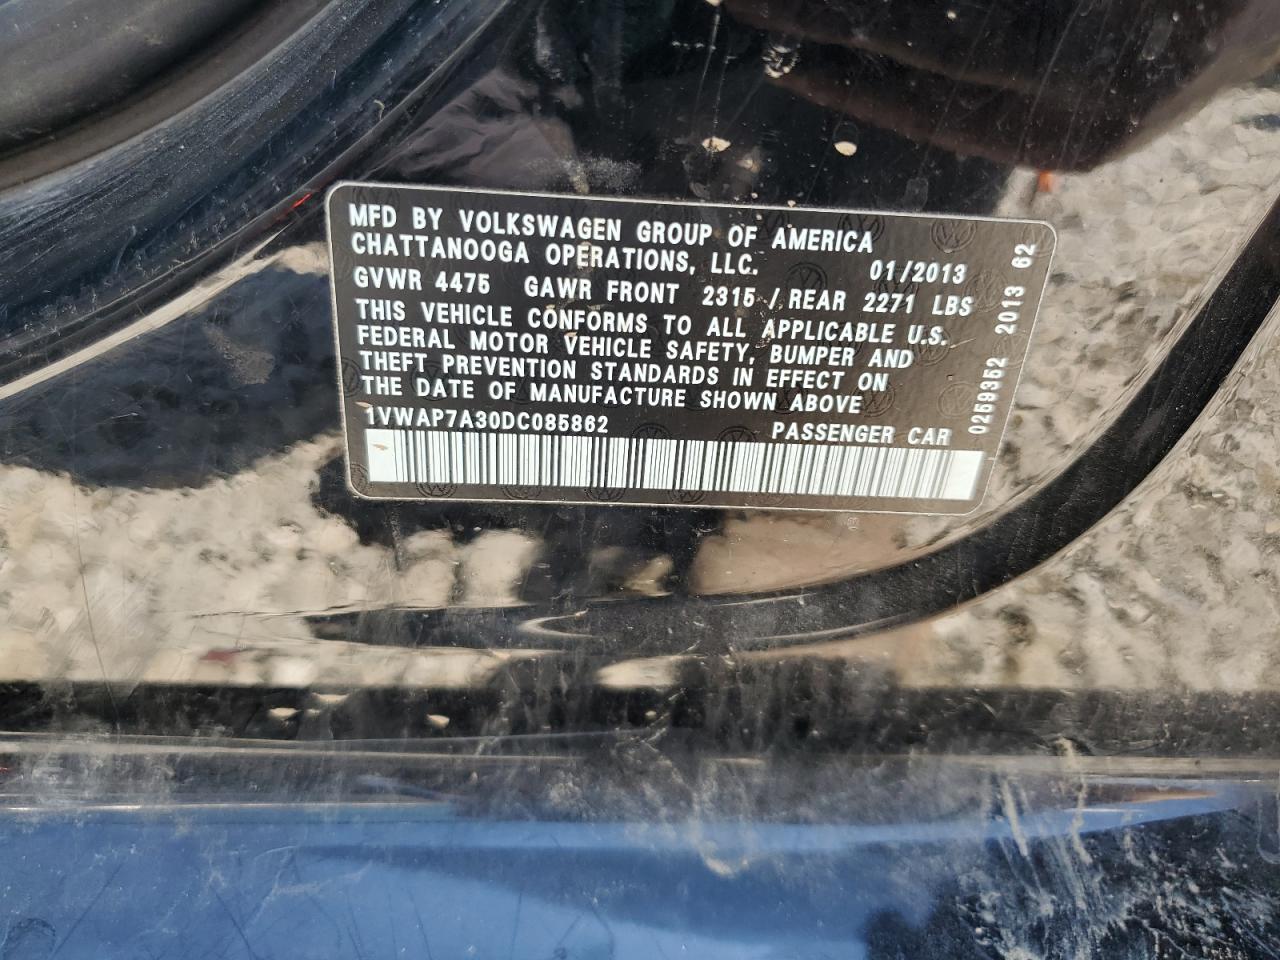 MFD BY VOLKSWAGEN GROUP OF AMERICA
CHATTANOOGA OPERATIONS, LLC. 01/2013
GVWR 4475 GAWR FRONT 2315 / REAR 2271 LBS
THIS VEHICLE CONFORMS TO ALL APPLICABLE U.S.
FEDERAL MOTOR VEHICLE SAFETY, BUMPER AND
THEFT PREVENTION STANDARDS IN EFFECT ON
THE DATE OF MANUFACTURE SHOWN ABOVE
1VWAP7A30DC085862 PASSENGER CAR
0259352 2013 62